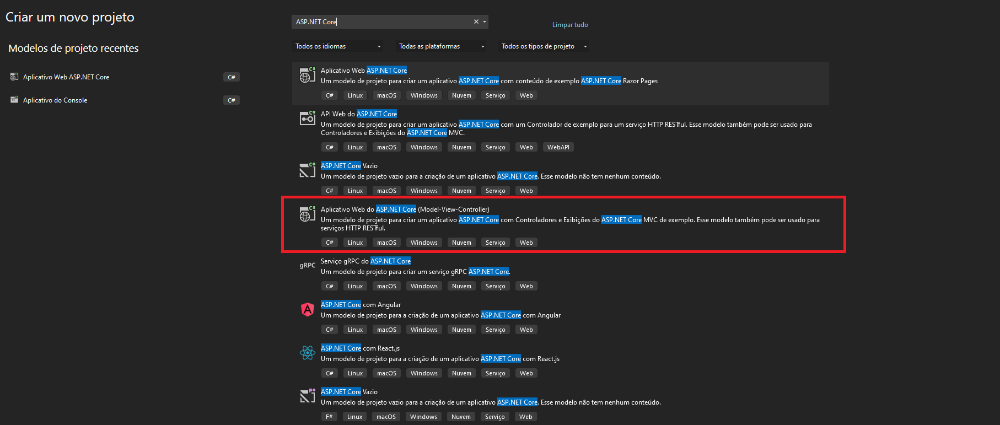 Criar um novo projeto
Modelos de projeto recentes
Aplicativo Web ASP.NET Core C#
Aplicativo do Console C#
ASP.NET Core
Limpar tudo
Todos os idiomas Todas as plataformas Todos os tipos de projeto
C#
Aplicativo Web ASP.NET Core
Um modelo de projeto para criar um aplicativo ASP.NET Core com conteúdo de exemplo ASP.NET Core Razor Pages
C# Linux macOS Windows Nuvem Serviço Web
C#
API Web do ASP.NET Core
Um modelo de projeto para criar um aplicativo ASP.NET Core com um Controlador de exemplo para um serviço HTTP RESTful. Esse modelo também pode ser usado para
Controladores e Exibições do ASP.NET Core MVC.
C# Linux macOS Windows Nuvem Serviço Web WebAPI
C#
ASP.NET Core Vazio
Um modelo de projeto vazio para a criação de um aplicativo ASP.NET Core. Esse modelo não tem nenhum conteúdo.
C# Linux macOS Windows Nuvem Serviço Web
C#
Aplicativo Web do ASP.NET Core (Model-View-Controller)
Um modelo de projeto para criar um aplicativo ASP.NET Core com Controladores e Exibições do ASP.NET Core MVC de exemplo. Esse modelo também pode ser usado para
serviços HTTP RESTful.
C# Linux macOS Windows Nuvem Serviço Web
gRPC
Serviço gRPC do ASP.NET Core
Um modelo de projeto para criar um serviço gRPC ASP.NET Core.
C# Linux macOS Windows Nuvem Serviço Web
A
ASP.NET Core com Angular
Um modelo de projeto para a criação de um aplicativo ASP.NET Core com Angular
C# Linux macOS Windows Nuvem Serviço Web
ASP.NET Core com React.js
Um modelo de projeto para a criação de um aplicativo ASP.NET Core com React.js
C# Linux macOS Windows Nuvem Serviço Web
F#
ASP.NET Core Vazio
Um modelo de projeto vazio para a criação de um aplicativo ASP.NET Core. Esse modelo não tem nenhum conteúdo.
F# Linux macOS Windows Nuvem Serviço Web